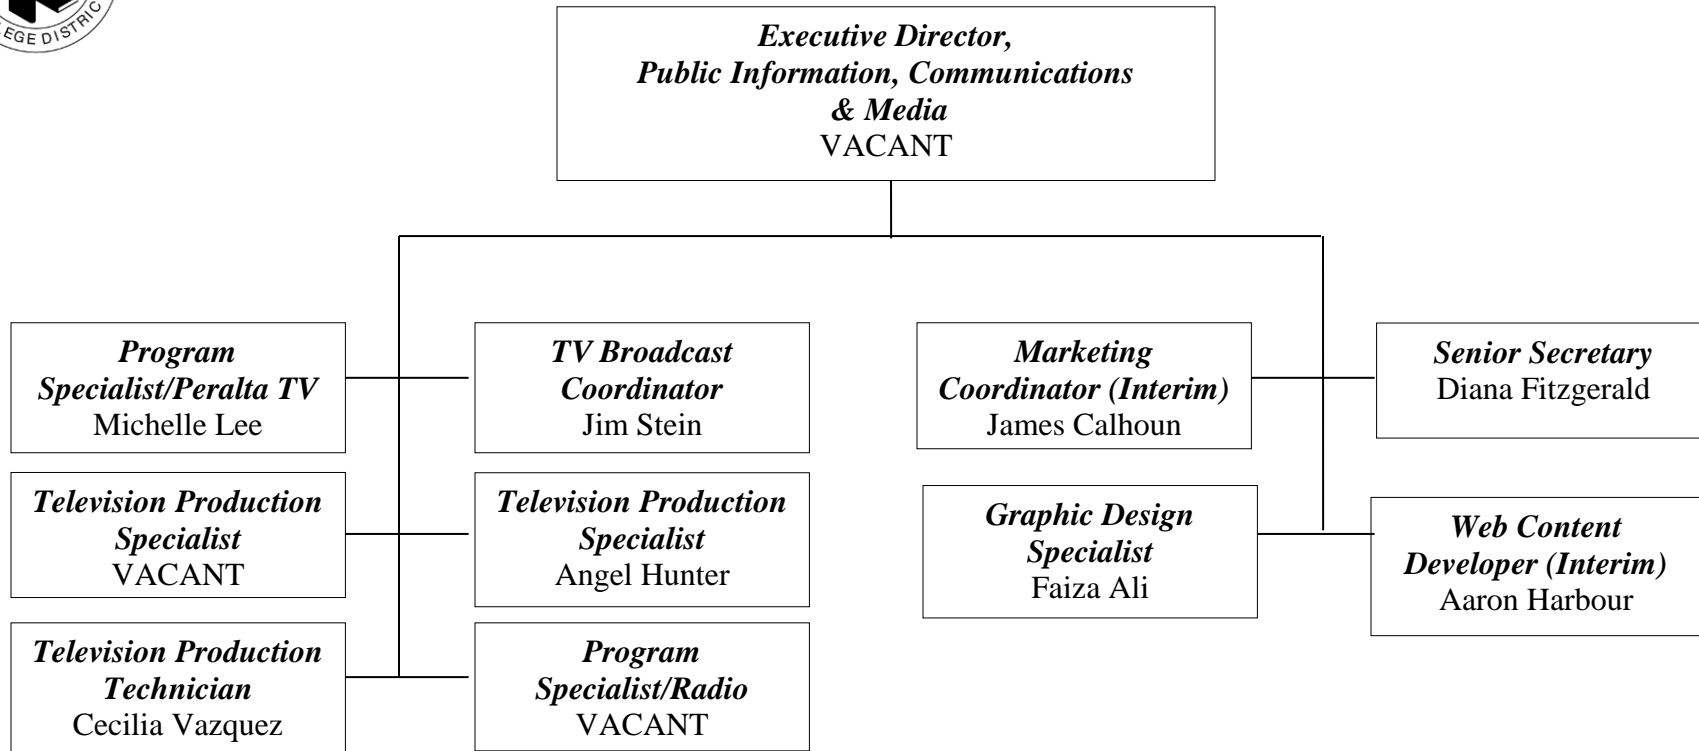 EGE DISTRIC
Executive Director,
Public Information, Communications
& Media
VACANT
Program
Specialist/Peralta TV
Michelle Lee
TV Broadcast
Coordinator
Jim Stein
Marketing
Coordinator (Interim)
James Calhoun
Senior Secretary
Diana Fitzgerald
Television Production
Specialist
VACANT
Television Production
Specialist
Angel Hunter
Graphic Design
Specialist
Faiza Ali
Web Content
Developer (Interim)
Aaron Harbour
Television Production
Technician
Cecilia Vazquez
Program
Specialist/Radio
VACANT